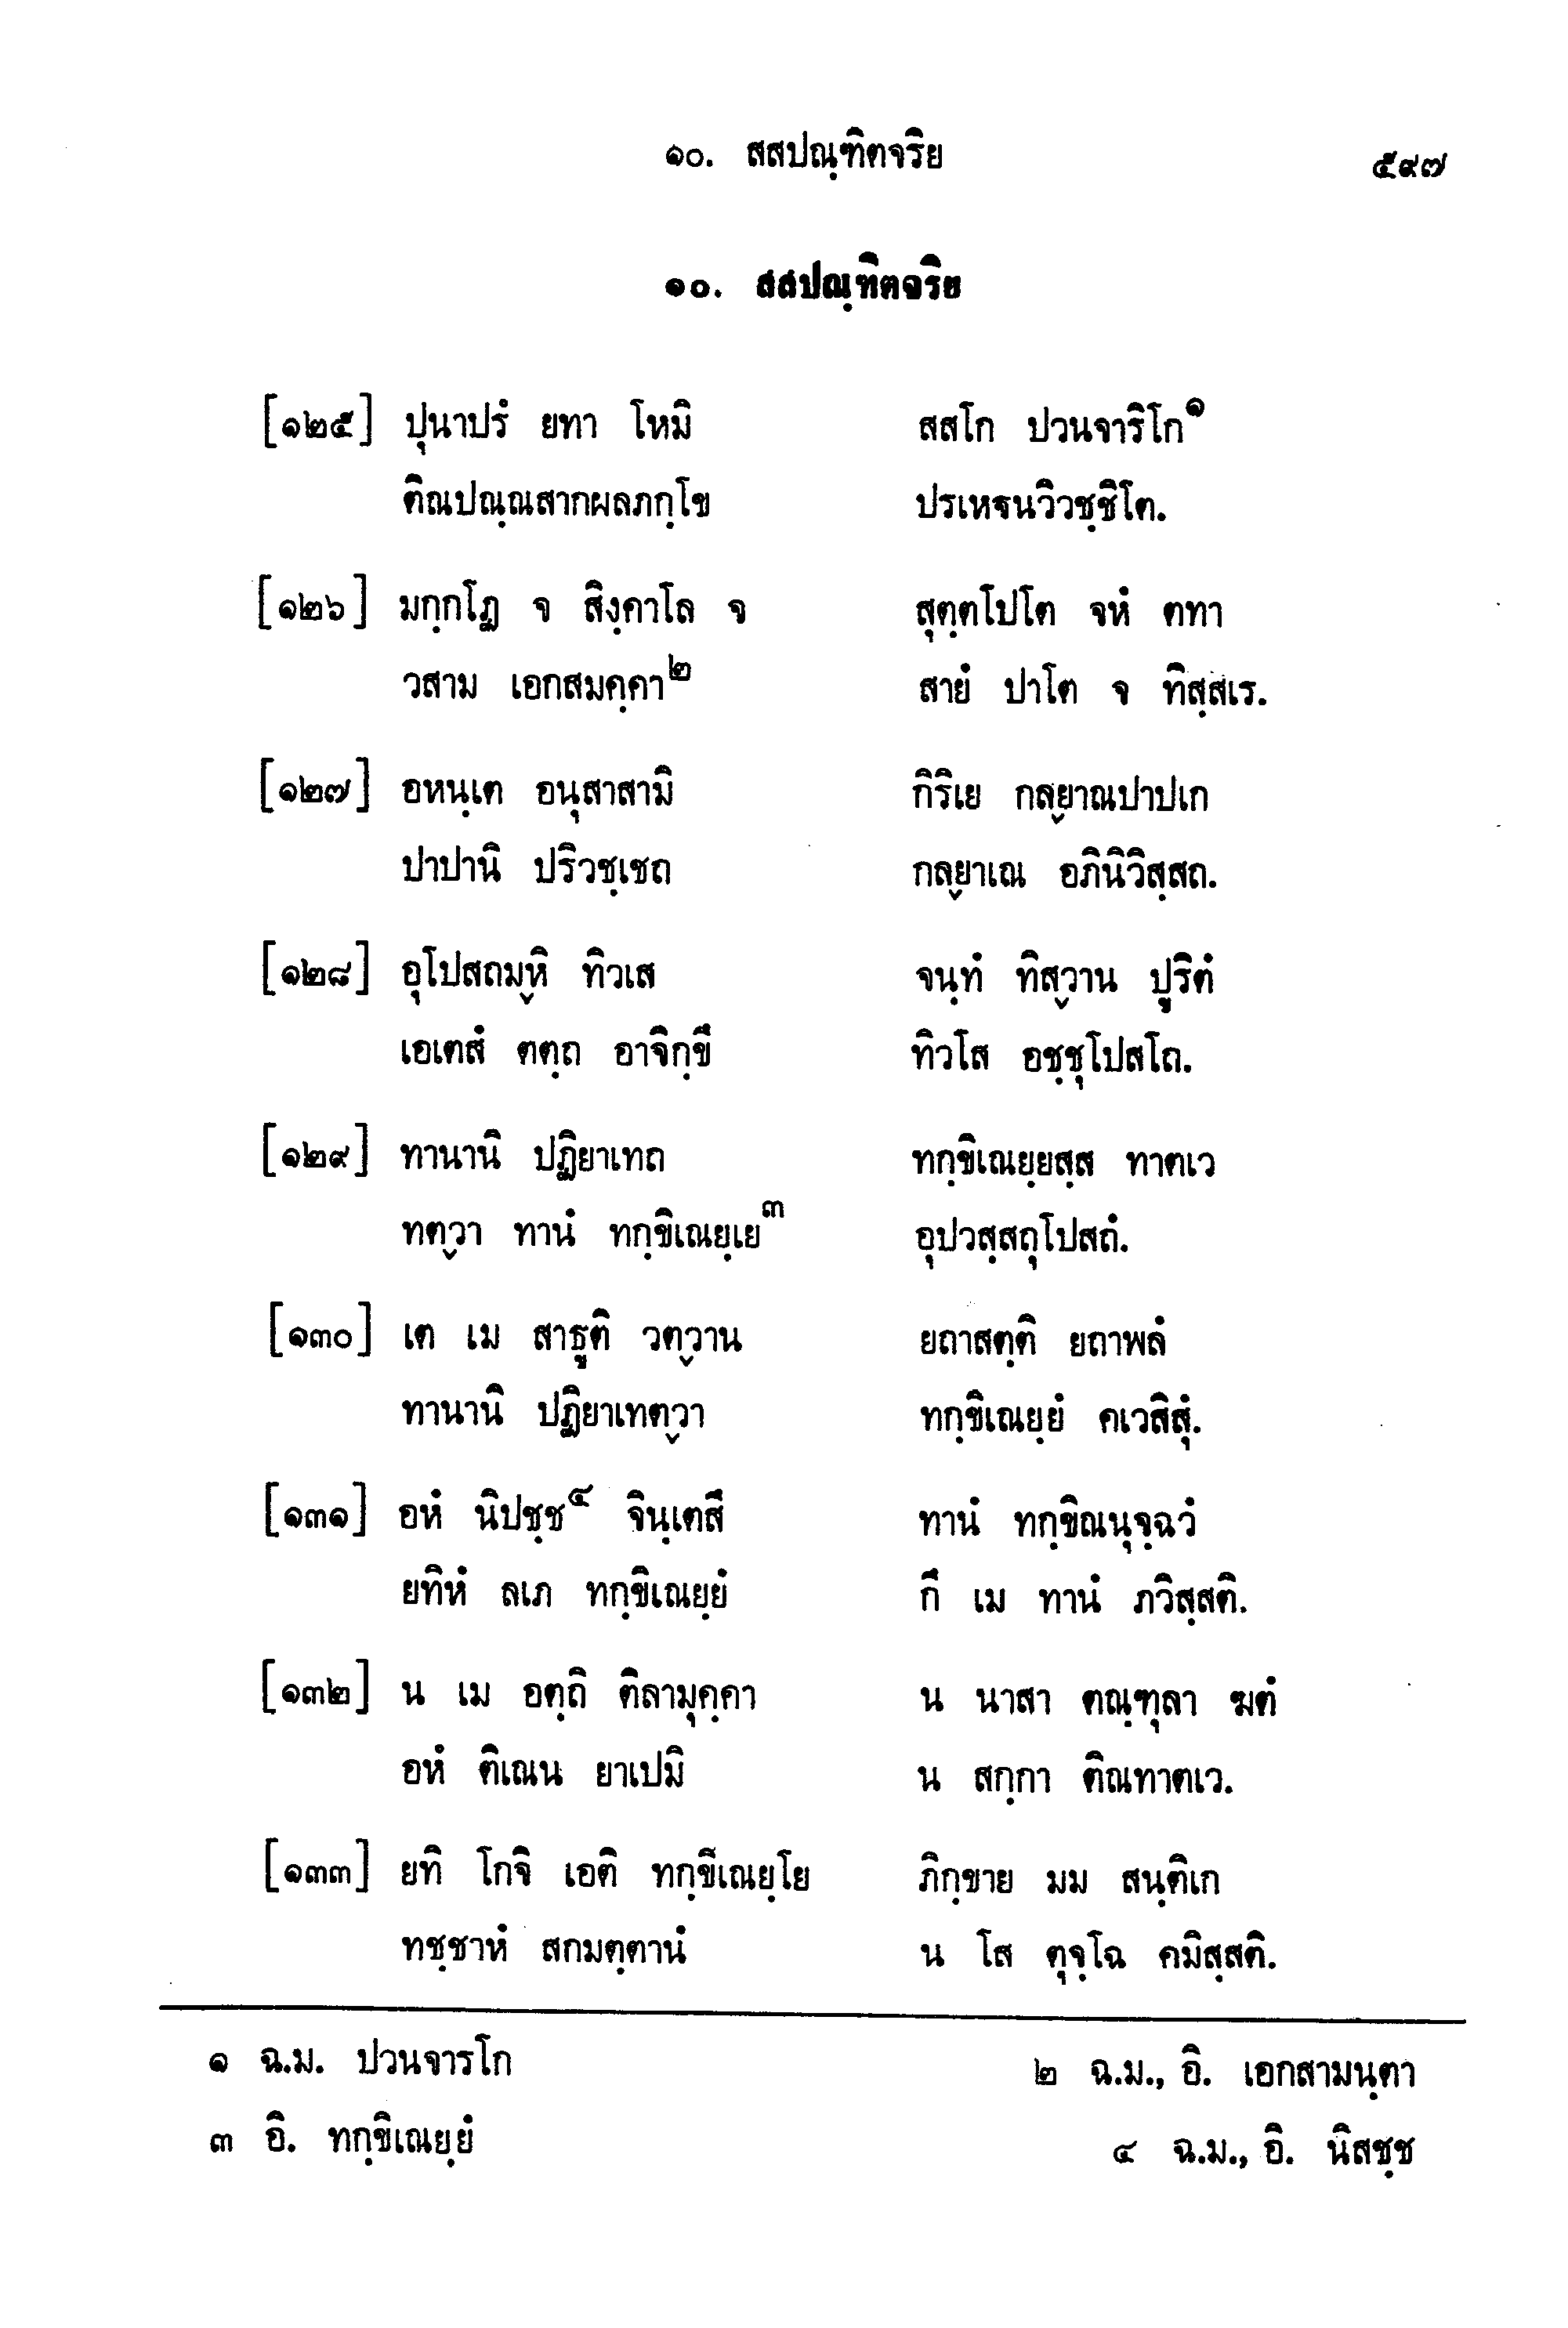 ๑๐. สสปณฺฑิตจริย ๕๙๗
๑๐. สสปณฺฑิตจริย
[๑๒๕] ปุนาปรํ ยทา โหมิ สสโก ปวนจาริโก๑
ติณปณฺณสากผลภกฺโข ปรเหฐนวิวชฺชิโต.
[๑๒๖] มกฺกโฏ จ สิงฺคาโล จ สุตฺตโปโต จหํ ตทา
วสาม เอกสมคฺคา๒ สายํ ปาโต จ ทิสฺสเร.
[๑๒๗] อหนฺเต อนุสาสามิ กิริเย กลฺยาณปาปเก
ปาปานิ ปริวชฺเชถ กลฺยาเณ อภินิวิสฺสถ.
[๑๒๘] อุโปสถมฺหิ ทิวเส จนฺทํ ทิสฺวาน ปูริตํ
เอเตสํ ตตฺถ อาจิกฺขึ ทิวโส อชฺชุโปสโถ.
[๑๒๙] ทานานิ ปฏิยาเทถ ทกฺขิเณยฺยสฺส ทาตเว
ทตฺวา ทานํ ทกฺขิเณยฺเย๓ อุปวสฺสถุโปสถํ.
[๑๓๐] เต เม สาธูติ วตฺวาน ยถาสตฺติ ยถาพลํ
ทานานิ ปฏิยาเทตฺวา ทกฺขิเณยฺยํ คเวสิสุํ.
[๑๓๑] อหํ นิปชฺช๔ จินฺเตสึ ทานํ ทกฺขิณนุจฺฉวํ
ยทิหํ ลเภ ทกฺขิเณยฺยํ กึ เม ทานํ ภวิสฺสติ.
[๑๓๒] น เม อตฺถิ ติลามุคฺคา น นาสา ตณฺฑุลา ฆตํ
อหํ ติเณน ยาเปมิ น สกฺกา ติณทาตเว.
[๑๓๓] ยทิ โกจิ เอติ ทกฺขีเณยฺโย ภิกฺขาย มม สนฺติเก
ทชฺชาหํ สกมตฺตานํ น โส ตุจฺโฉ คมิสฺสติ.
๑ ฉ.ม. ปวนจารโก ๒ ฉ.ม., อิ. เอกสามนฺตา
๓ อิ. ทกฺขิเณยฺยํ ๔ ฉ.ม., อิ. นิสชฺช